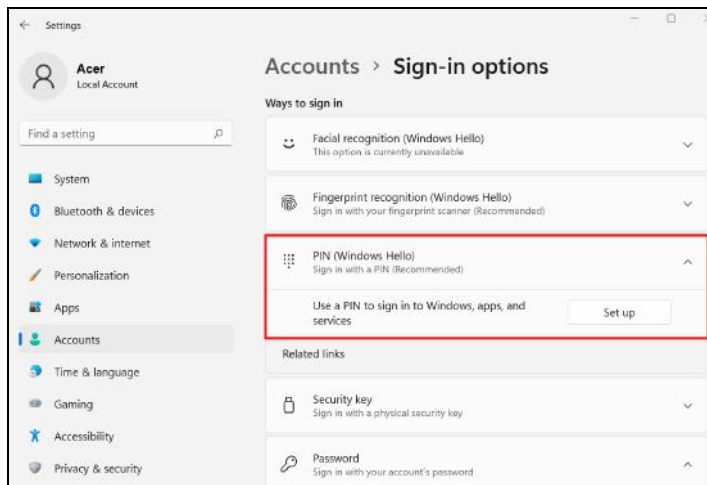 Settings
Acer
Local Account
Find a setting
System
Bluetooth & devices
Network & internet
Personalization
Apps
Accounts
Time & language
Gaming
Accessibility
Privacy & security
Accounts > Sign-in options
Ways to sign in
Facial recognition (Windows Hello)
This option is currently unavailable
Fingerprint recognition (Windows Hello)
Sign in with your fingerprint scanner (Recommended)
PIN (Windows Hello)
Sign in with a PIN (Recommended)
Use a PIN to sign in to Windows, apps, and
services
Set up
Related links
Security key
Sign in with a physical security key
Password
Sign in with your account's password